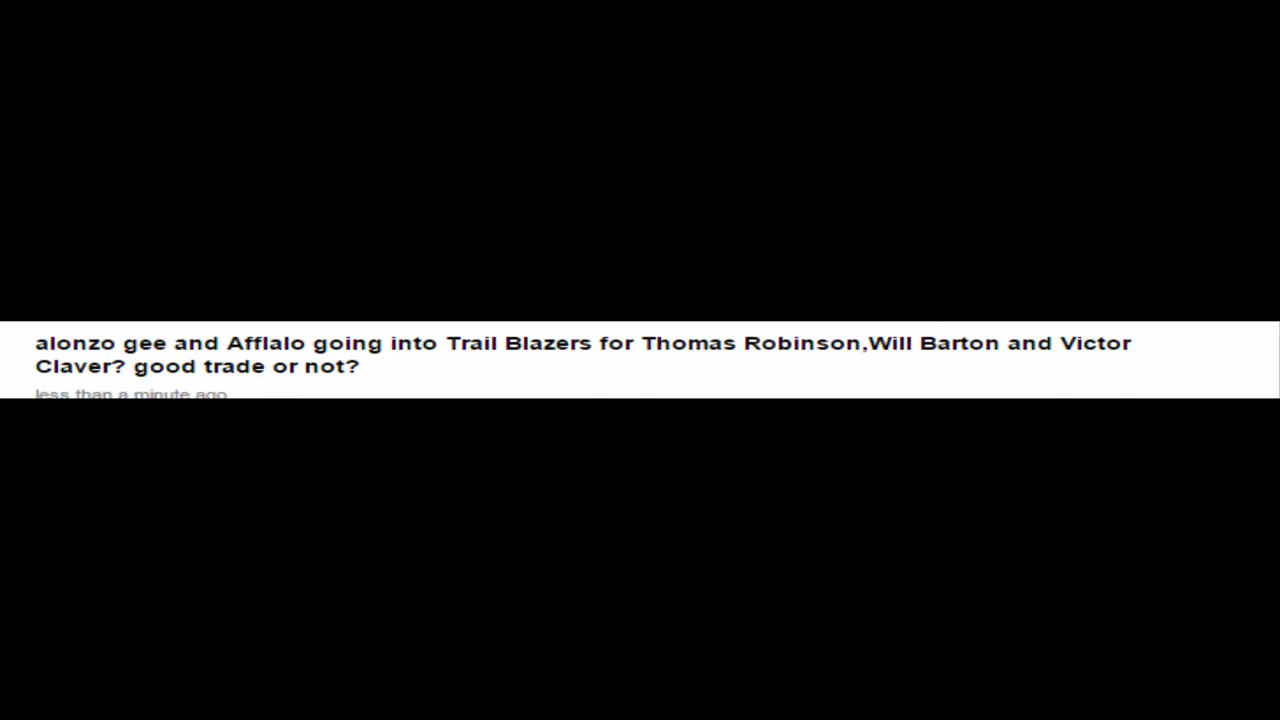 alonzo gee and Afflalo going into Trail Blazers for Thomas Robinson,Will Barton and Victor
Claver? good trade or not?
less than a minute ago